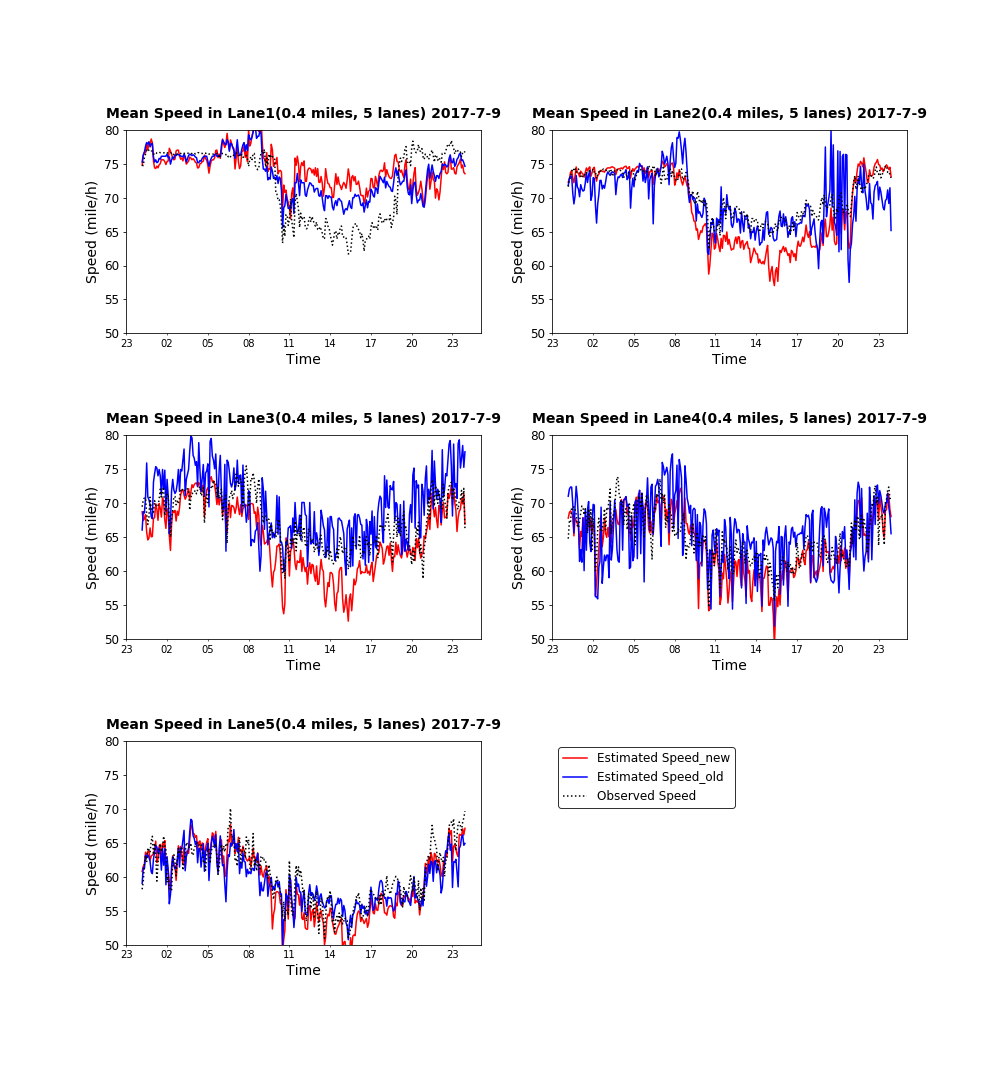 Mean Speed in Lane1(0.4 miles, 5 lanes) 2017-7-9
80
75
70
65
60
55
50
Speed (mile/h)
23 02 05 08 11 14 17 20 23
Time
Mean Speed in Lane2(0.4 miles, 5 lanes) 2017-7-9
80
75
70
65
60
55
50
Speed (mile/h)
23 02 05 08 11 14 17 20 23
Time
Mean Speed in Lane3(0.4 miles, 5 lanes) 2017-7-9
80
75
70
65
60
55
50
Speed (mile/h)
23 02 05 08 11 14 17 20 23
Time
Mean Speed in Lane4(0.4 miles, 5 lanes) 2017-7-9
80
75
70
65
60
55
50
Speed (mile/h)
23 02 05 08 11 14 17 20 23
Time
Mean Speed in Lane5(0.4 miles, 5 lanes) 2017-7-9
80
75
70
65
60
55
50
Speed (mile/h)
23 02 05 08 11 14 17 20 23
Time
Estimated Speed_new
Estimated Speed_old
Observed Speed